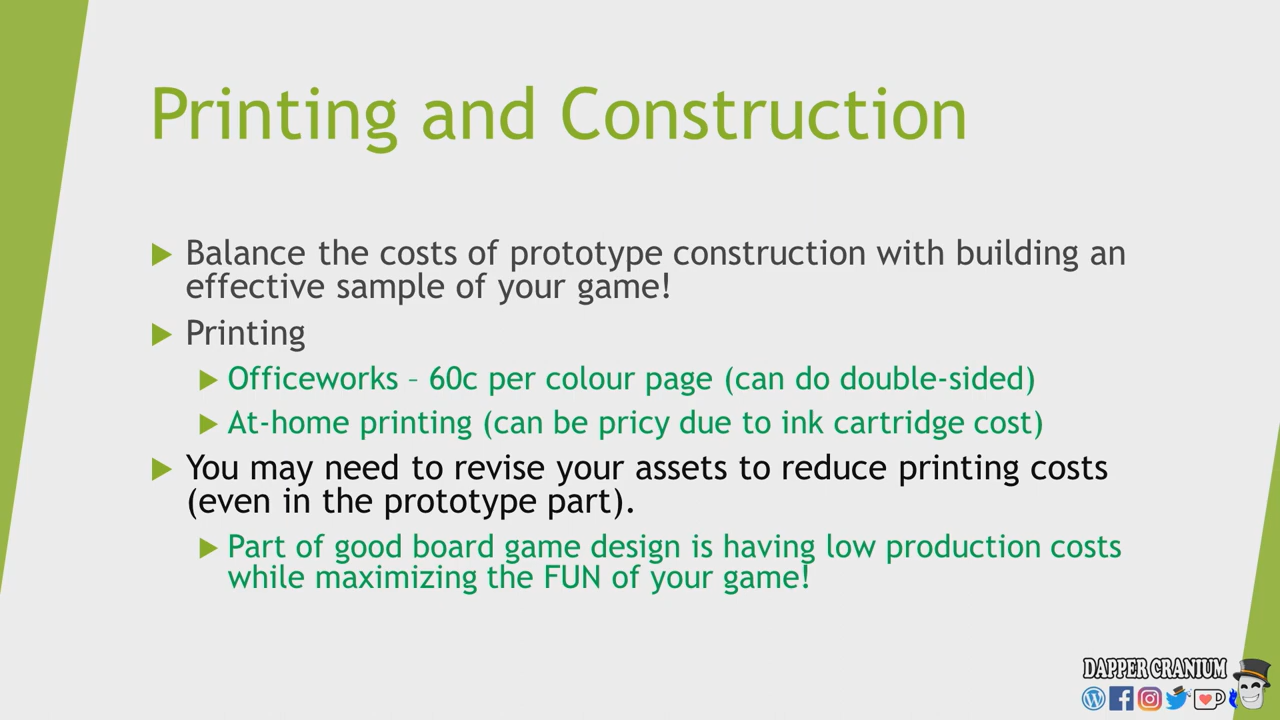 Printing and Construction
Balance the costs of prototype construction with building an
effective sample of your game!
Printing
Officeworks – 60c per colour page (can do double-sided)
At-home printing (can be pricy due to ink cartridge cost)
You may need to revise your assets to reduce printing costs
(even in the prototype part).
Part of good board game design is having low production costs
while maximizing the FUN of your game!
DAPPER CRANIUM